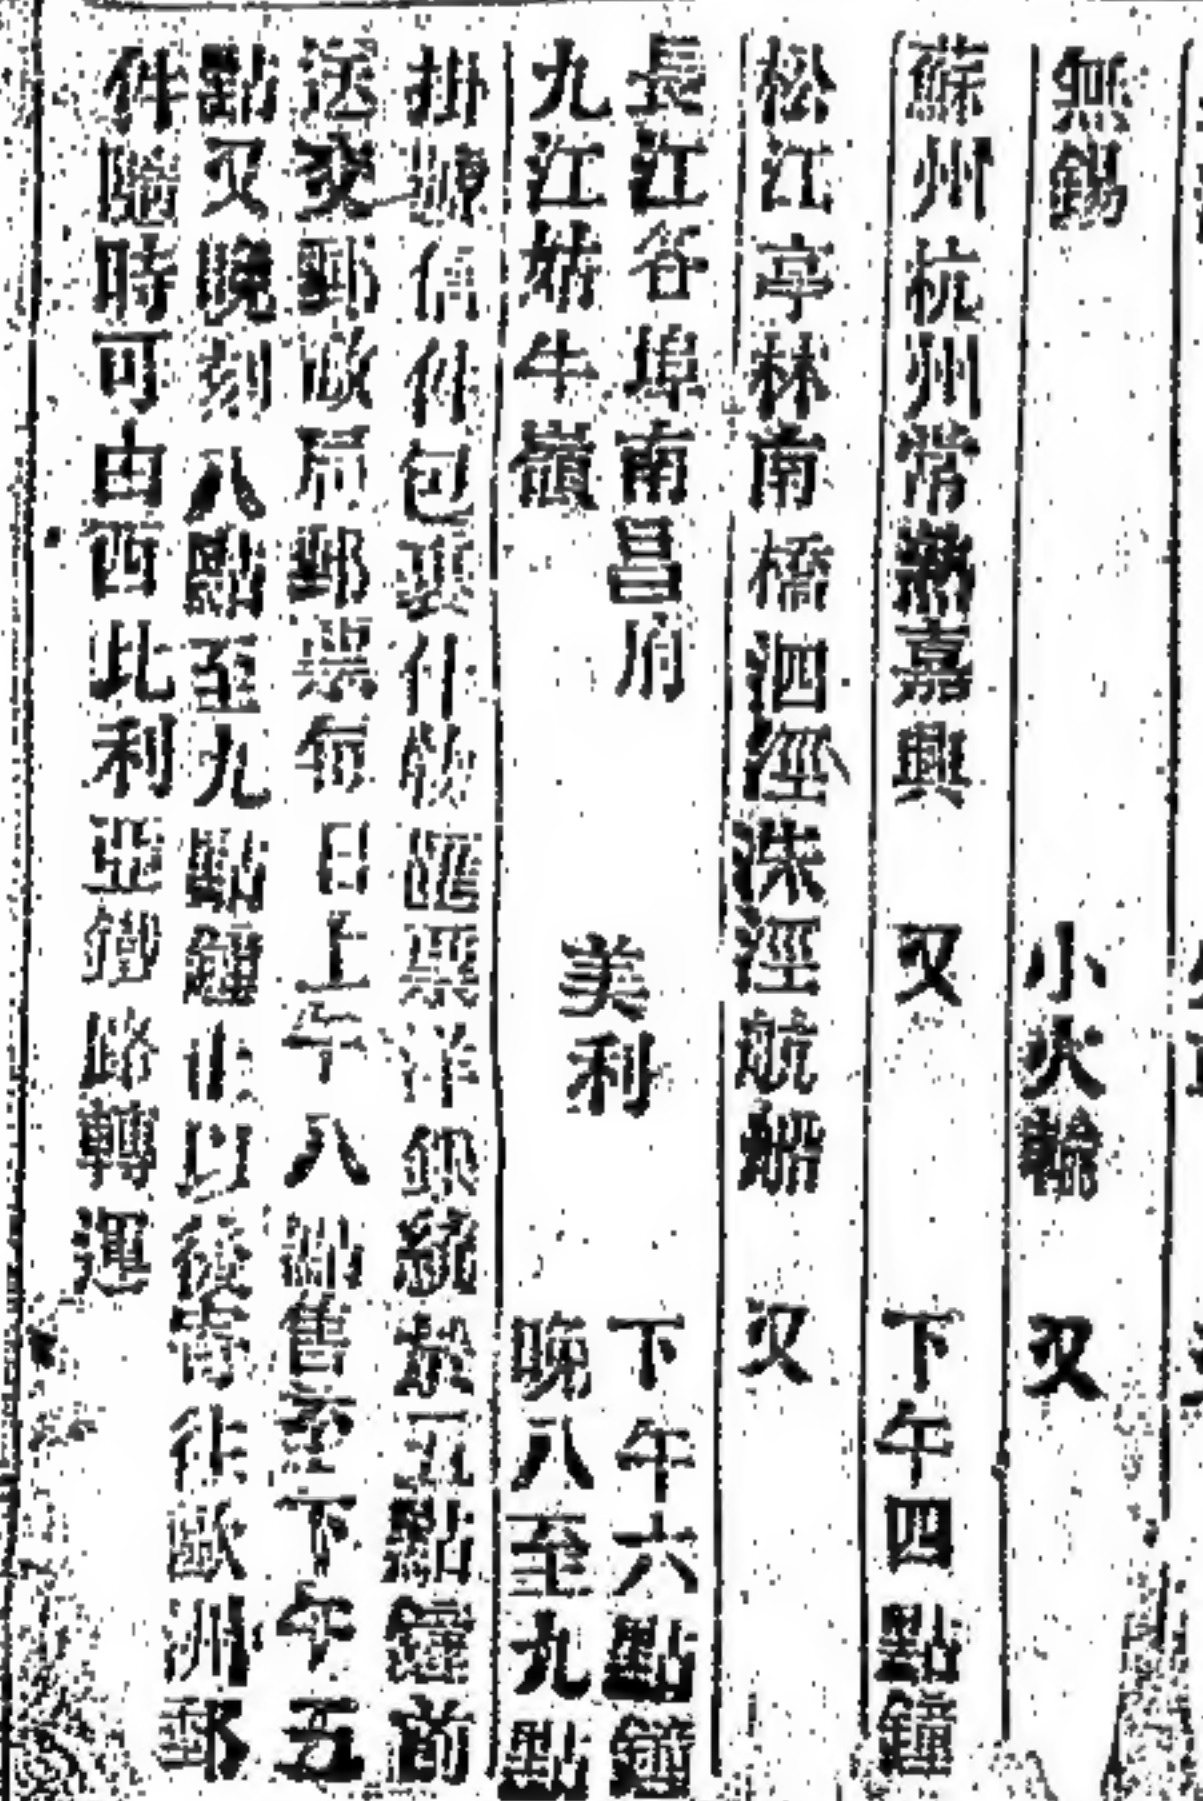 無錫 小火輪 又
蘇州杭州常熟嘉興 又 下午四點鐘
松江亭林南橋泗涇洙涇航船 又
長江各埠南昌府 美利 下午六點鐘
九江姑牛嶺 晚八至九點
掛號信件包裹什物匯票洋銀統於五點鐘前
送交郵政局郵票每日上午八點售至下午五
點又晚刻八點至九點鐘止以後寄往歐洲郵
件隨時可由西比利亞鐵路轉運